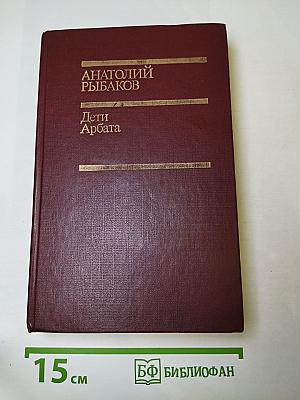 АНАТОЛИЙ
РЫБАКОВ
Дети
Арбата
15 см
БФ БИБЛИОФАН